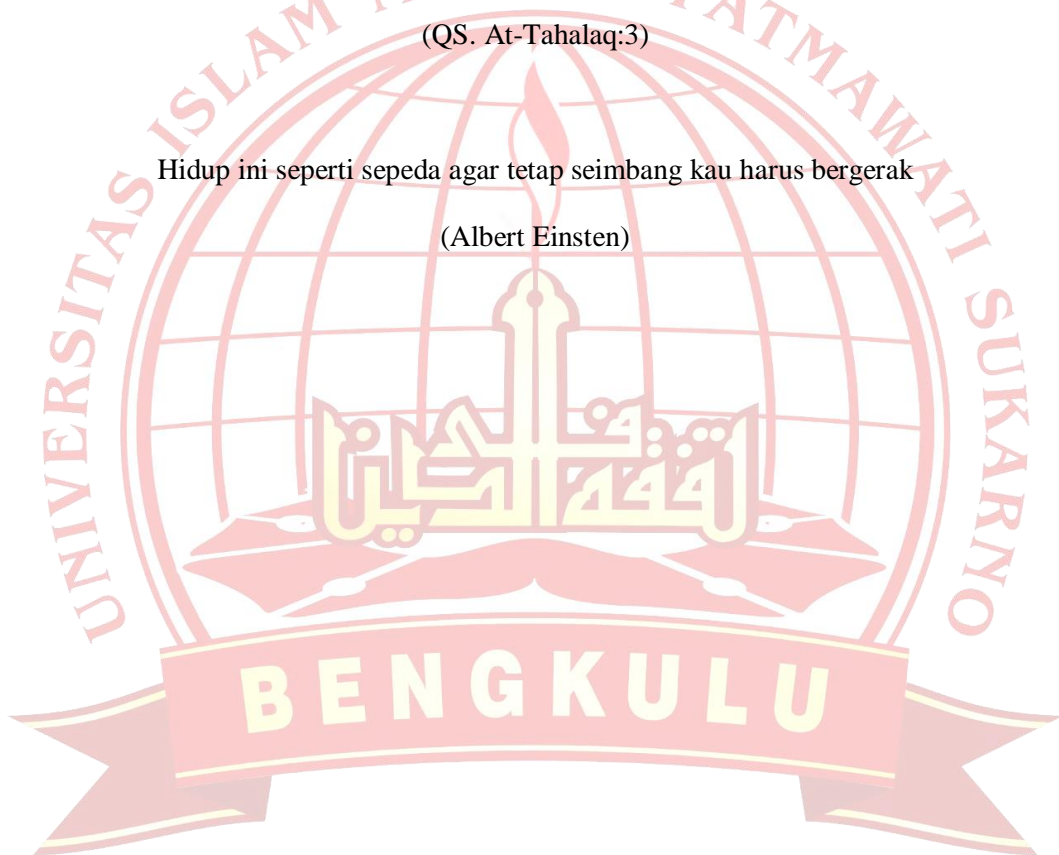 (QS. At-Tahalaq:3)
Hidup ini seperti sepeda agar tetap seimbang kau harus bergerak
(Albert Einsten)
UNIVERSITAS ISLAM
ATMAWATI SUKARNO
BENGKULU